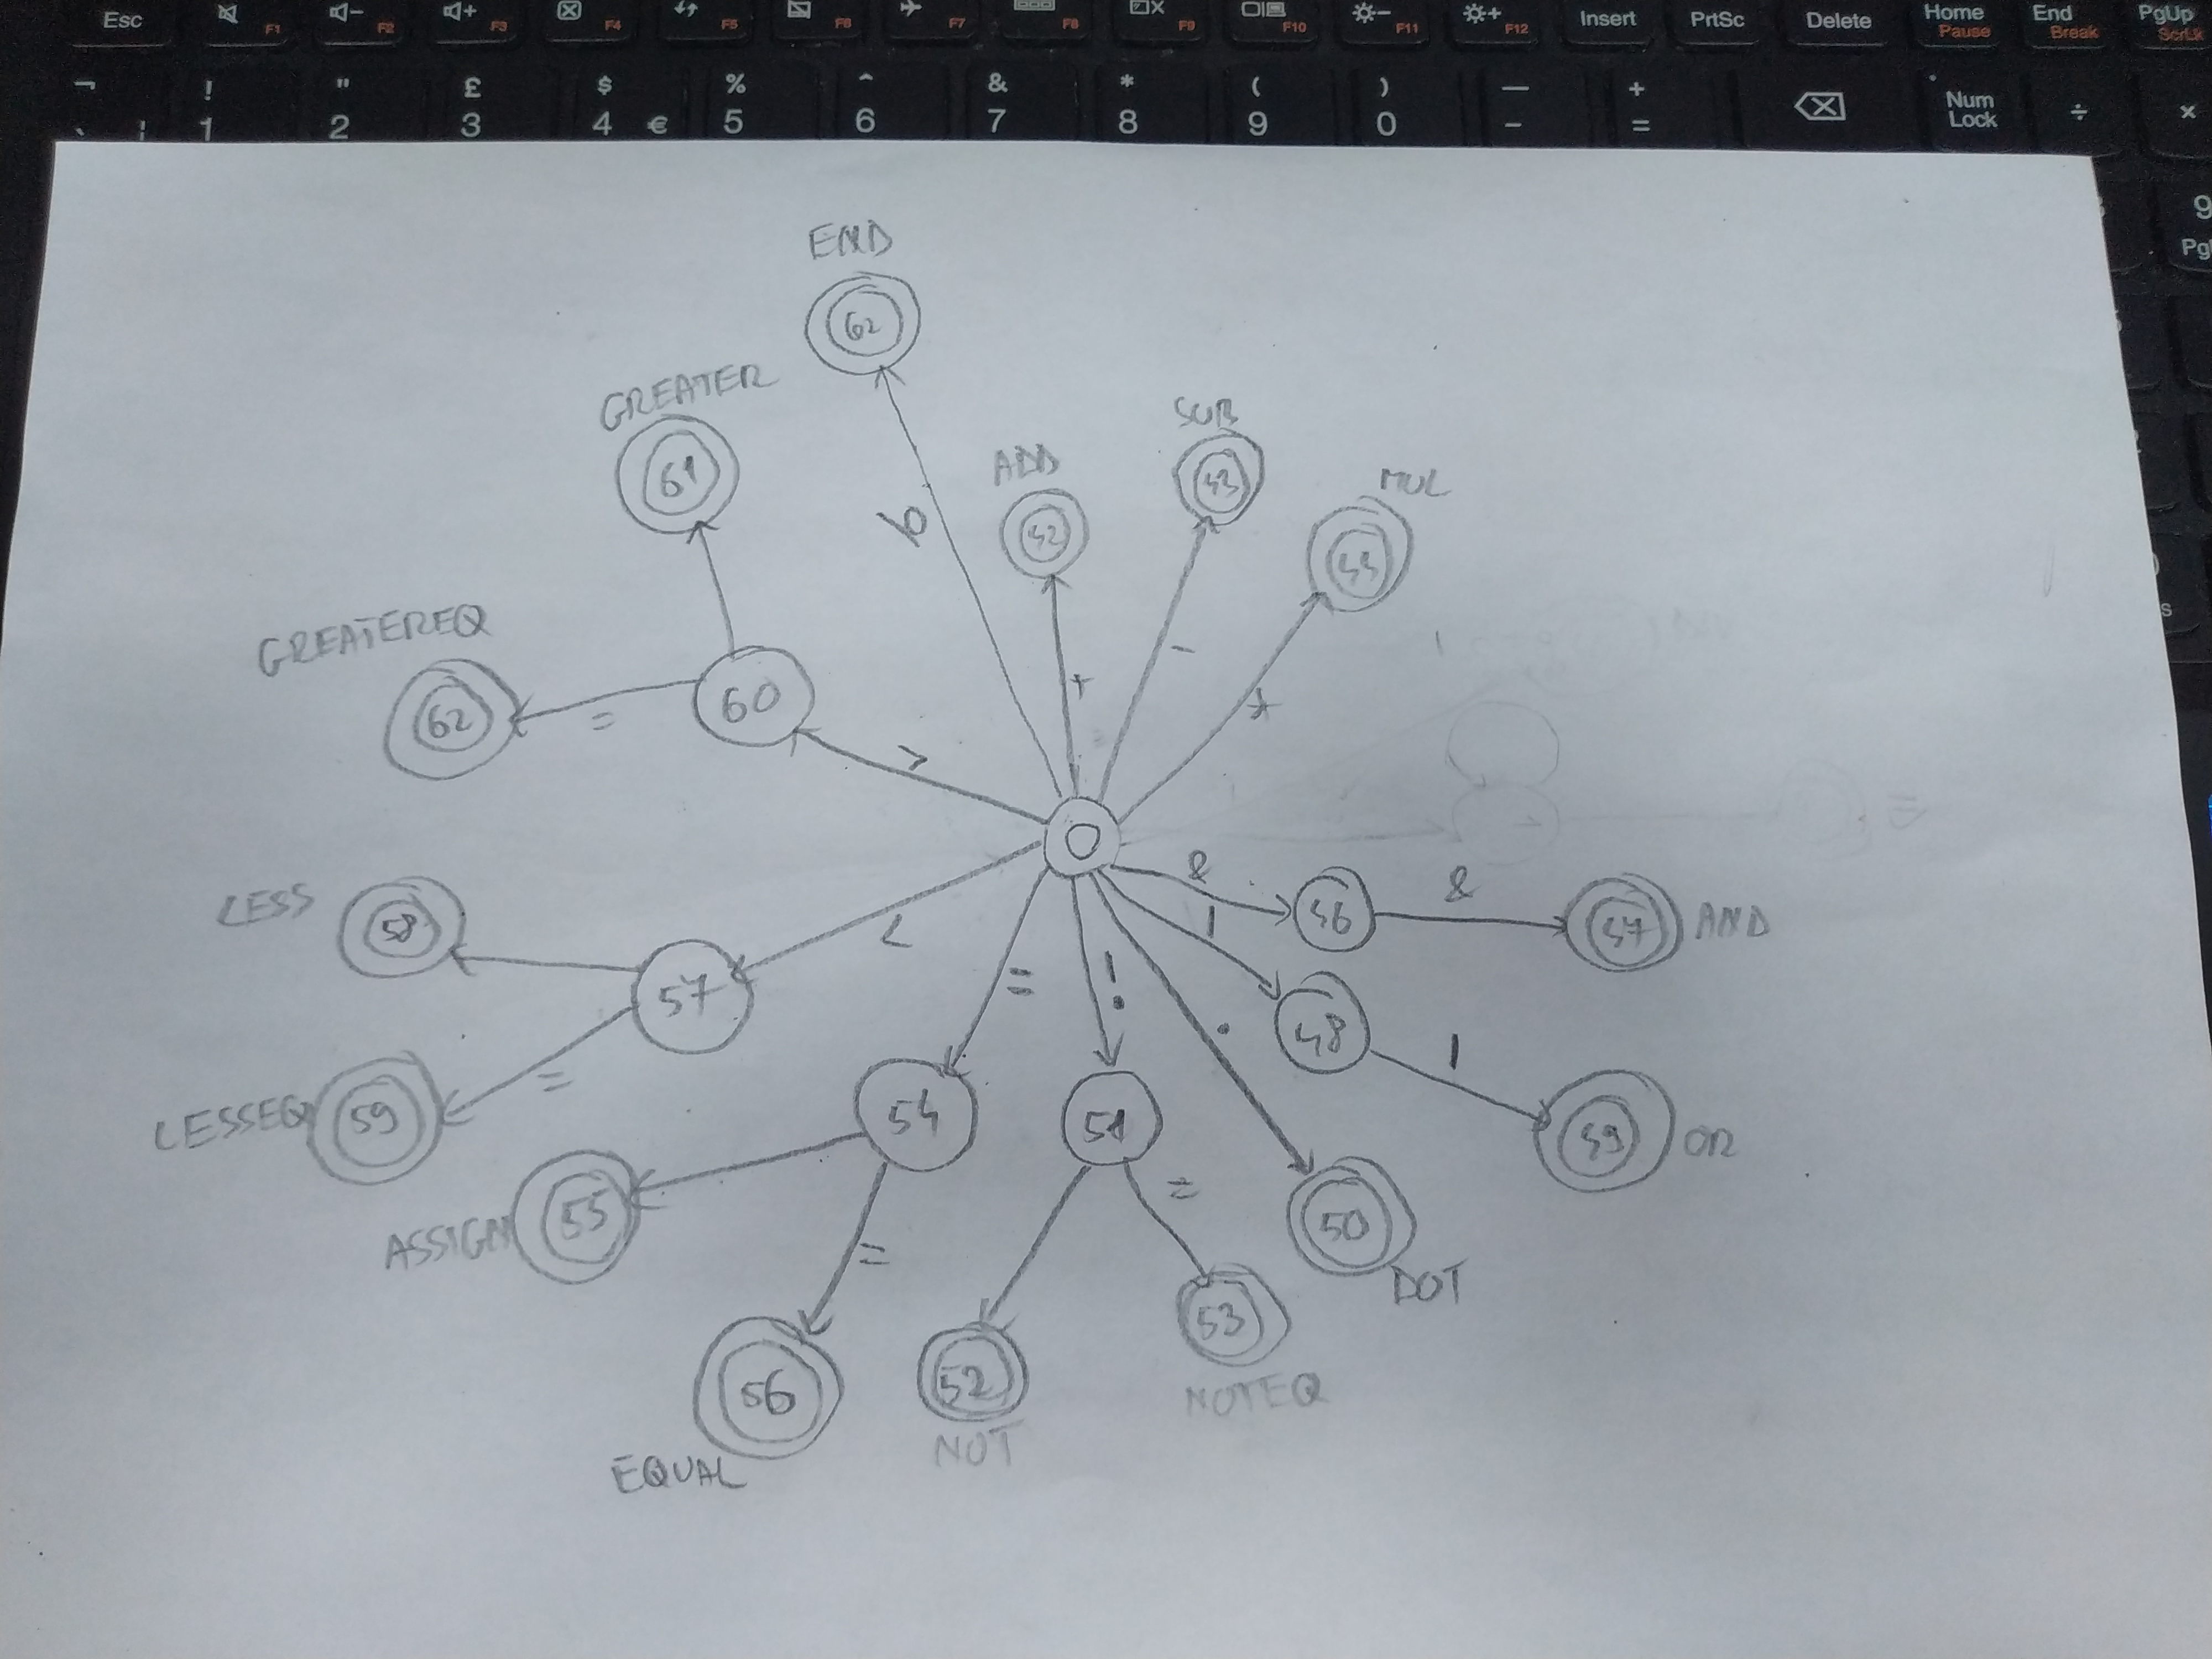 Esc F1 F2 F3 F4 F5 F6 F7 F8 F9 F10 F11 F12 Insert PrtSc Delete Home Pause End Break PgUp ScrLk
¬ ! " £ $ % ^ & * ( ) — +
` ¦ 1 2 3 4 € 5 6 7 8 9 0 - = Num Lock ÷ ×
9
END
62
GREATER
61
SUB
43
ADD
42
MUL
44
GREATEREQ
62
=
60
>
+
-
*
0
LESS
58
<
57
&
46
&
47
AND
|
48
|
49
OR
LESSEQ
59
=
=
54
!
51
.
50
DOT
ASSIGN
55
=
56
EQUAL
52
NOT
=
53
NOTEQ